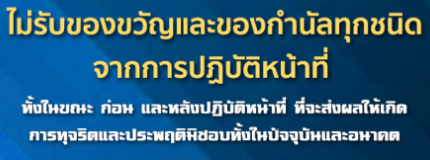 ไม่รับของขวัญและของกำนัลทุกชนิด
จากการปฏิบัติหน้าที่
ทั้งในขณะ ก่อน และหลังปฏิบัติหน้าที่ ที่จะส่งผลให้เกิด
การทุจริตและประพฤติมิชอบทั้งในปัจจุบันและอนาคต